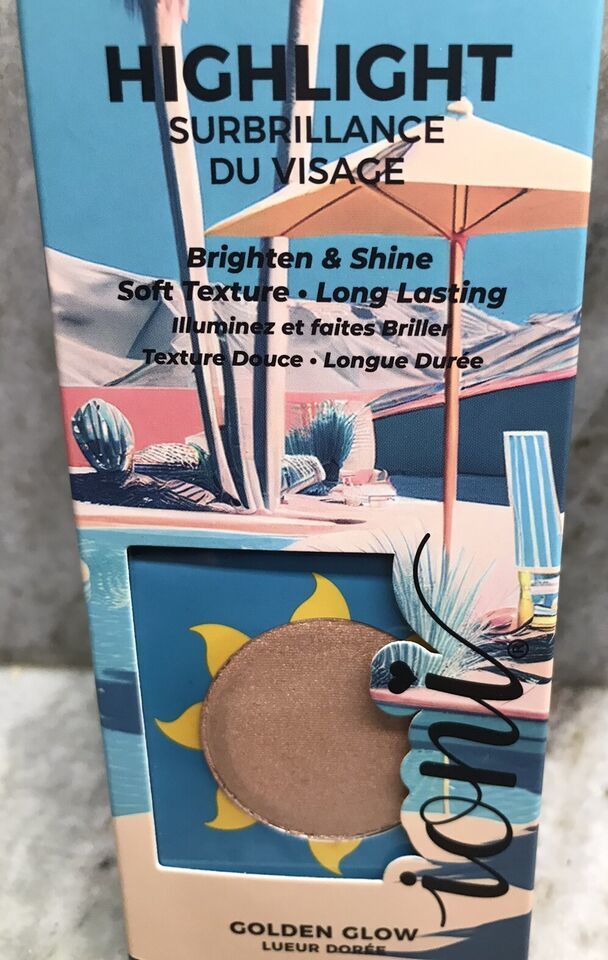 HIGHLIGHT
SURBRILLANCE
DU VISAGE
Brighten & Shine
Soft Texture • Long Lasting
Illuminez et faites Briller
Texture Douce • Longue Durée
ionu®
GOLDEN GLOW
LUEUR DORÉE